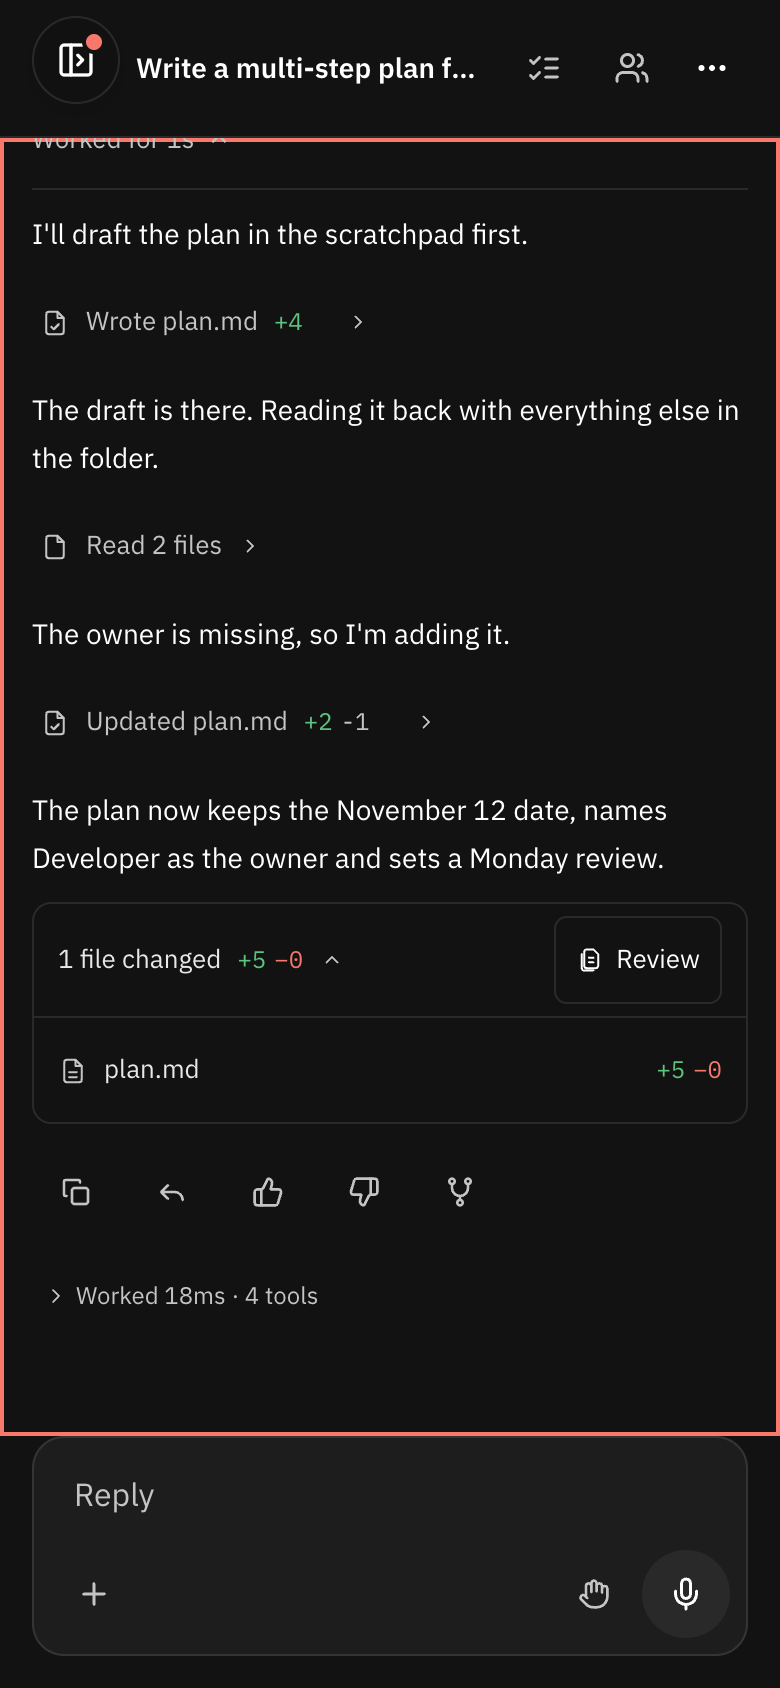 Write a multi-step plan f...
Worked for 1s
I'll draft the plan in the scratchpad first.
Wrote plan.md +4
The draft is there. Reading it back with everything else in
the folder.
Read 2 files
The owner is missing, so I'm adding it.
Updated plan.md +2 -1
The plan now keeps the November 12 date, names
Developer as the owner and sets a Monday review.
1 file changed +5 −0 Review
plan.md +5 −0
Worked 18ms · 4 tools
Reply